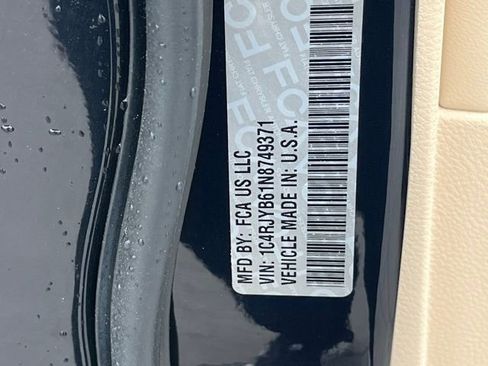 MFD BY: FCA US LLC
VIN: 1C4RJYB61N8749371
VEHICLE MADE IN: U.S.A.